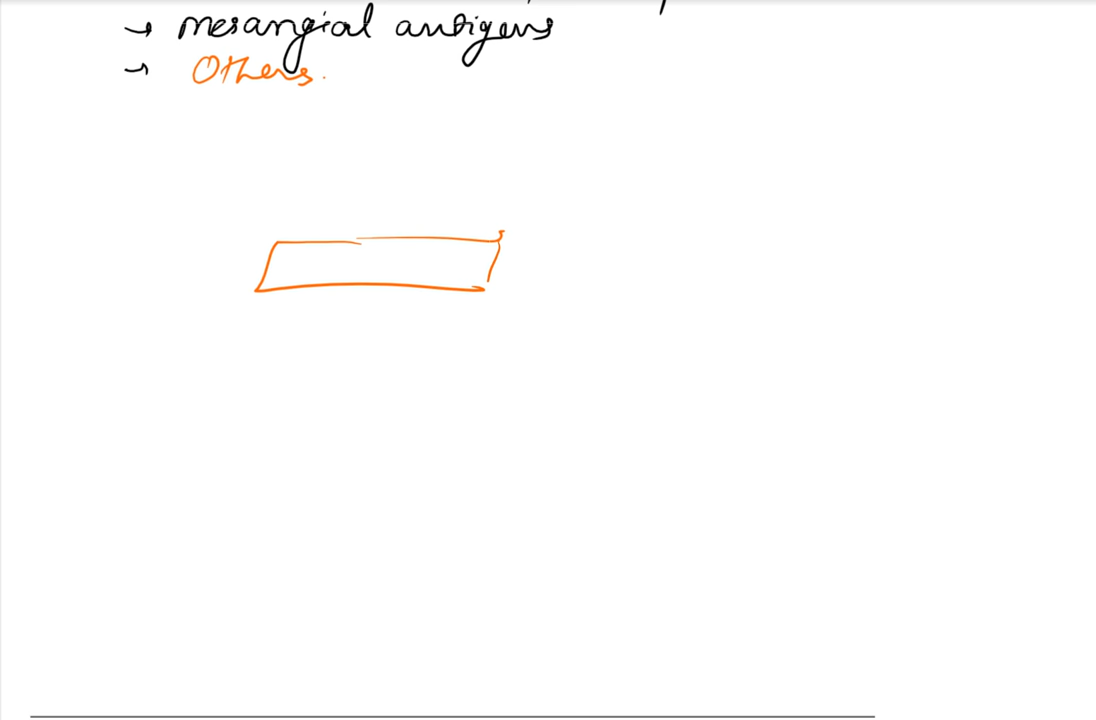 → mesangial antigens
→ Others.